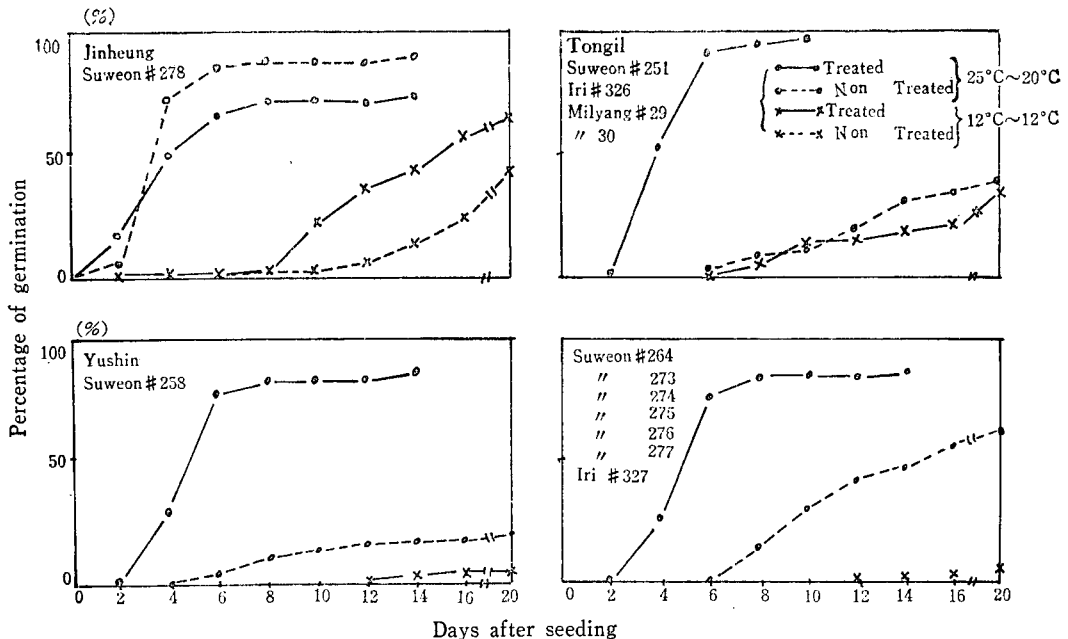 (%)
100
50
0
Jinheung
Suweon #278
Tongil
Suweon #251
Iri #326
Milyang #29
〃 30
Treated
Non Treated
25°C~20°C
Treated
Non Treated
12°C~12°C
Percentage of germination
(%)
100
50
0
Yushin
Suweon #258
Suweon #264
〃 273
〃 274
〃 275
〃 276
〃 277
Iri #327
0 2 4 6 8 10 12 14 16 20
0 2 4 6 8 10 12 14 16 20
Days after seeding